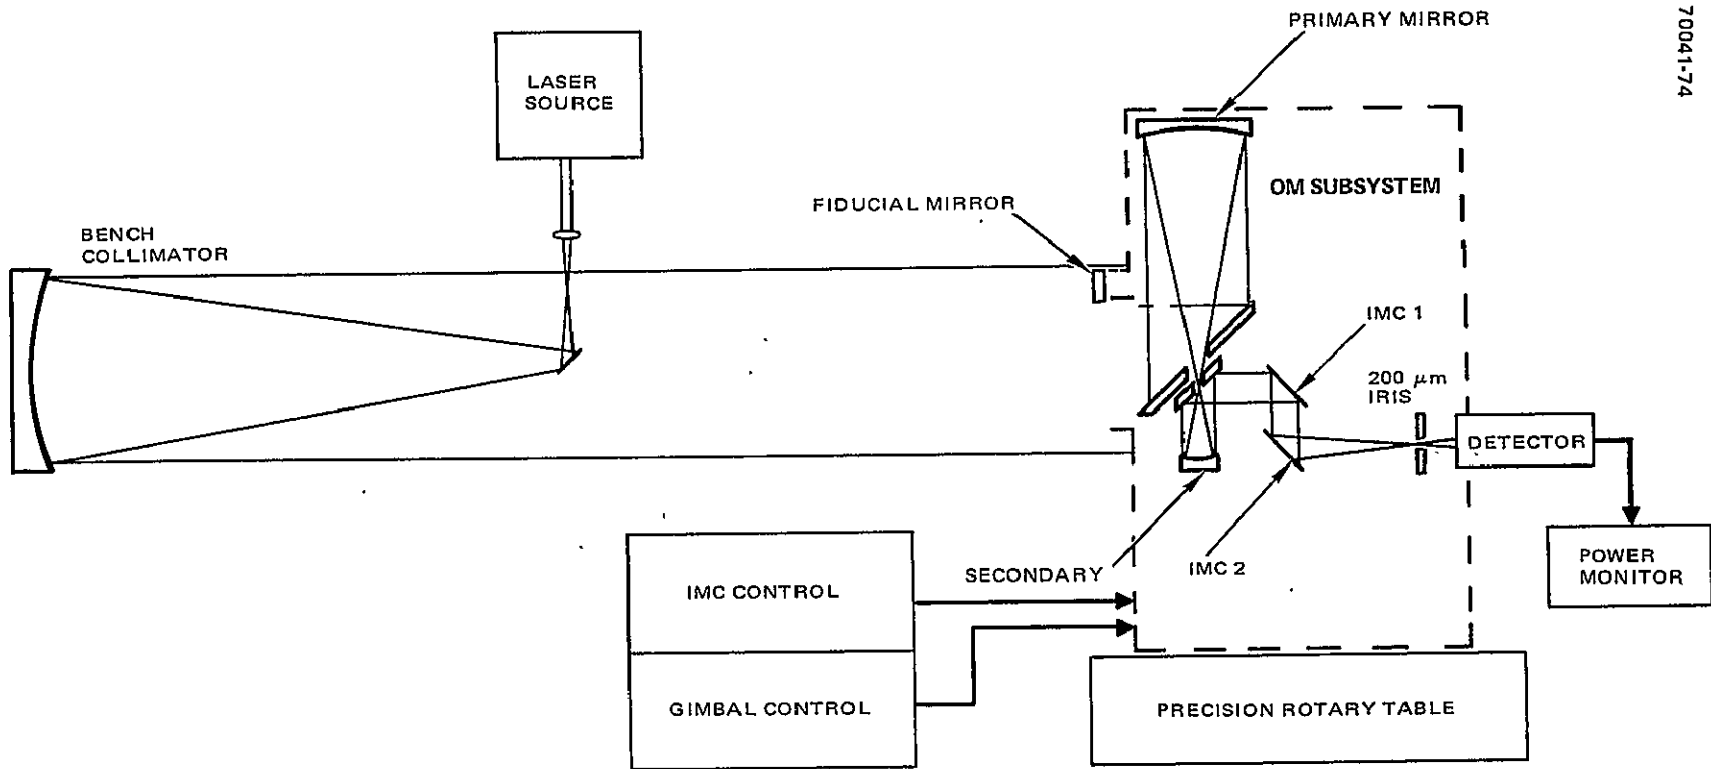 70041-74
PRIMARY MIRROR
LASER
SOURCE
OM SUBSYSTEM
FIDUCIAL MIRROR
BENCH
COLLIMATOR
IMC 1
200 μm
IRIS
DETECTOR
SECONDARY
IMC 2
POWER
MONITOR
IMC CONTROL
GIMBAL CONTROL
PRECISION ROTARY TABLE